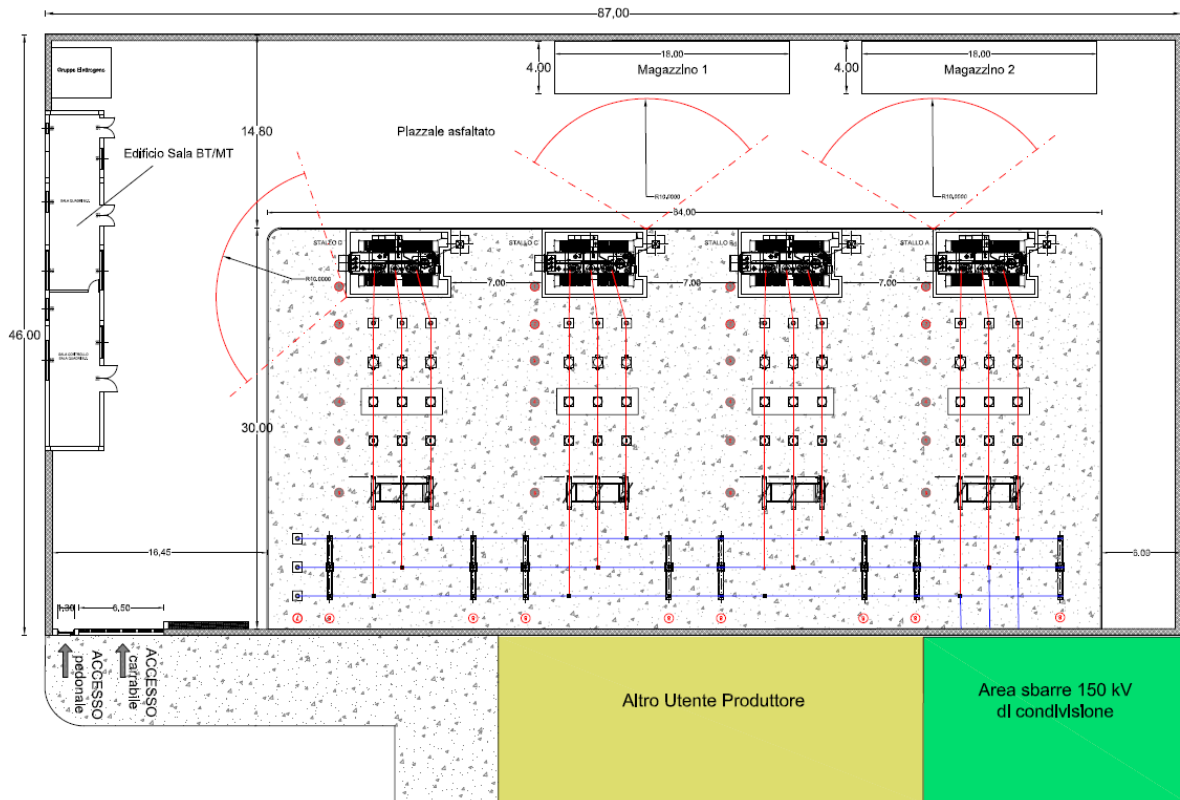 87,00
18.00
18.00
4.00
Magazzino 1
4.00
Magazzino 2
Gruppo Elettrogeno
14,80
Piazzale asfaltato
Edificio Sala BT/MT
R10,0000
R10,0000
64,00
STALLO D
STALLO C
STALLO B
STALLO A
R10,0000
7.00
7.00
7.00
46,00
30.00
16,45
6.00
6,50
ACCESSO
pedonale
ACCESSO
carrabile
Altro Utente Produttore
Area sbarre 150 kV
di condivisione